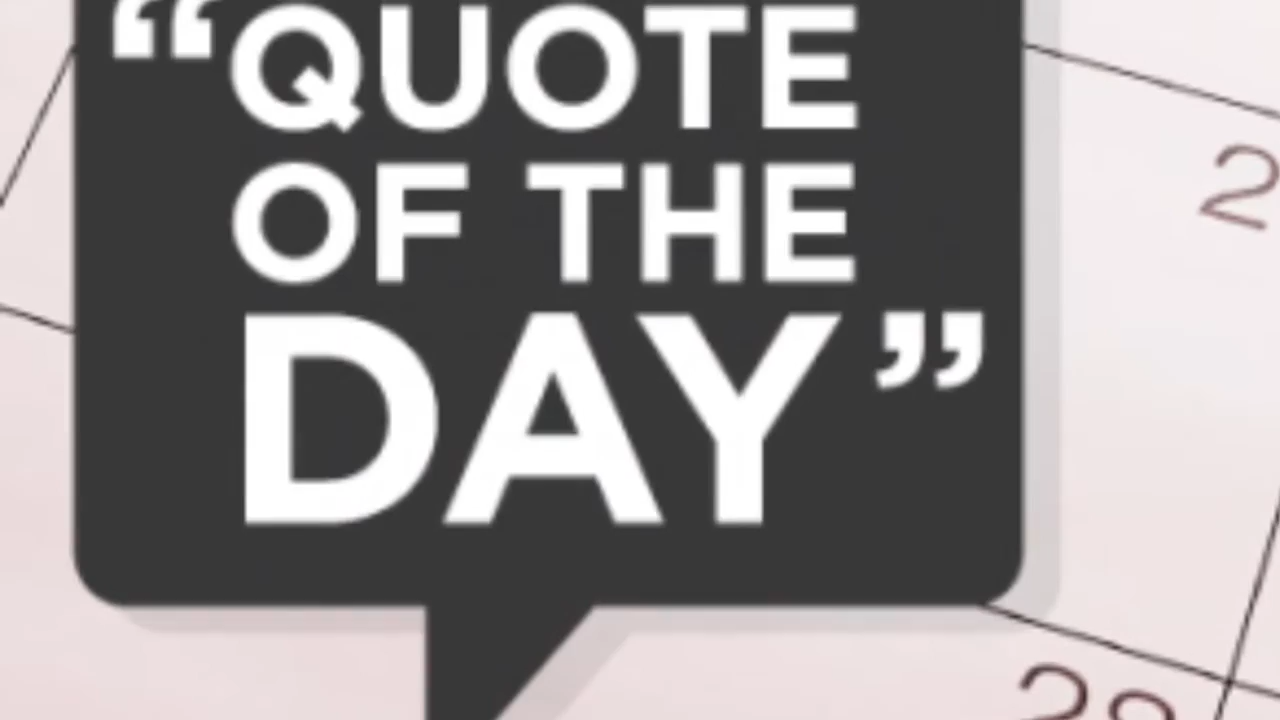 “QUOTE
OF THE
DAY”
2